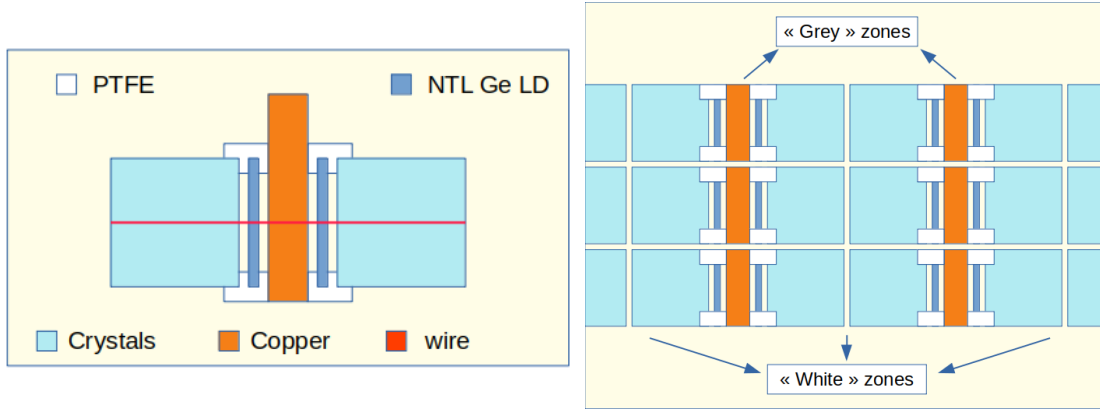 PTFE
NTL Ge LD
Crystals
Copper
wire
« Grey » zones
« White » zones